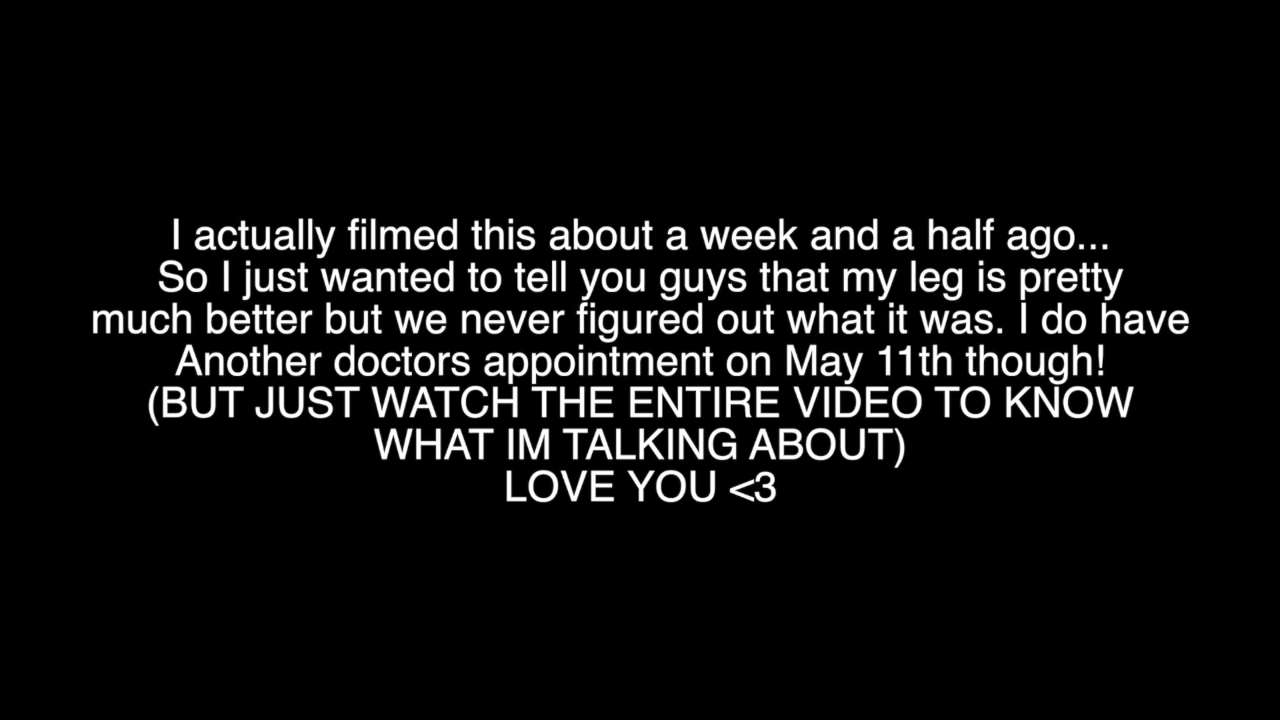 I actually filmed this about a week and a half ago...
So I just wanted to tell you guys that my leg is pretty
much better but we never figured out what it was. I do have
Another doctors appointment on May 11th though!
(BUT JUST WATCH THE ENTIRE VIDEO TO KNOW
WHAT IM TALKING ABOUT)
LOVE YOU <3